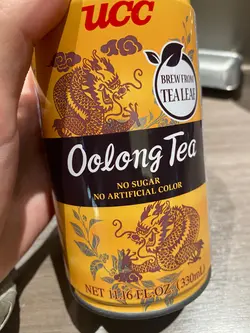 UCC
BREW FROM
TEA LEAF
Oolong Tea
NO SUGAR
NO ARTIFICIAL COLOR
NET 11.16 FL.OZ. (330mL)